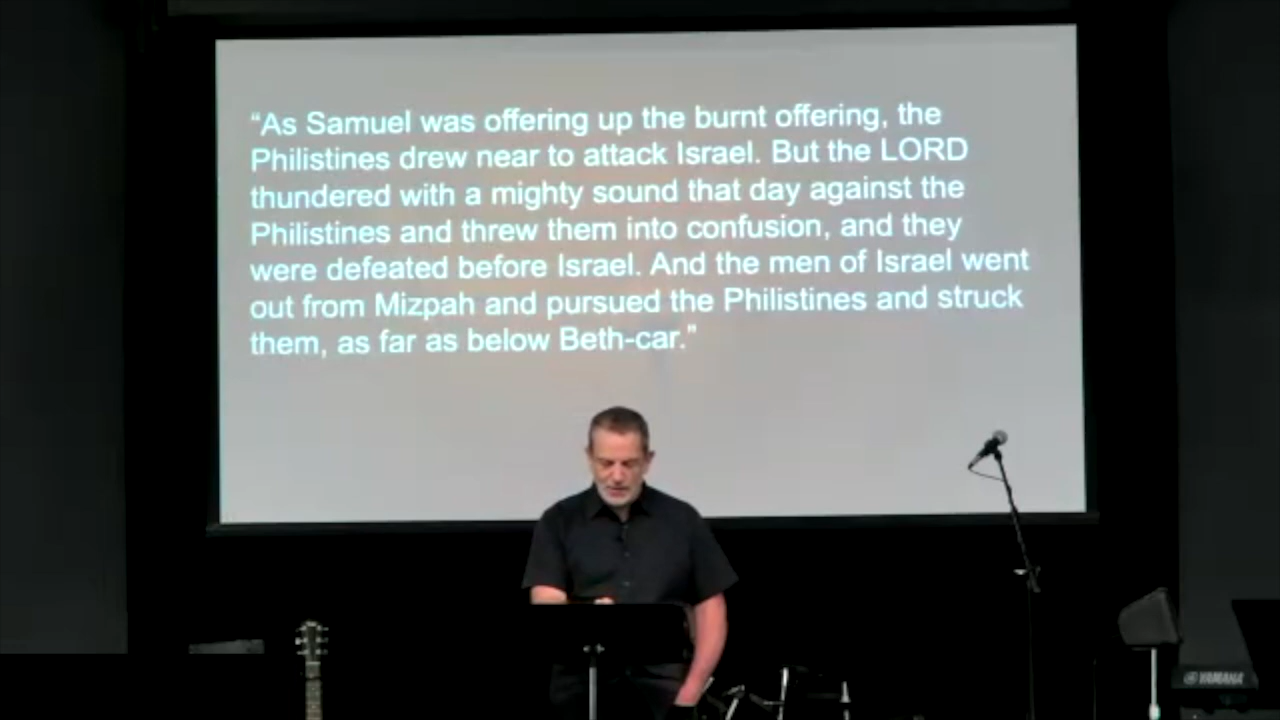 “As Samuel was offering up the burnt offering, the
Philistines drew near to attack Israel. But the LORD
thundered with a mighty sound that day against the
Philistines and threw them into confusion, and they
were defeated before Israel. And the men of Israel went
out from Mizpah and pursued the Philistines and struck
them, as far as below Beth-car.”
YAMAHA